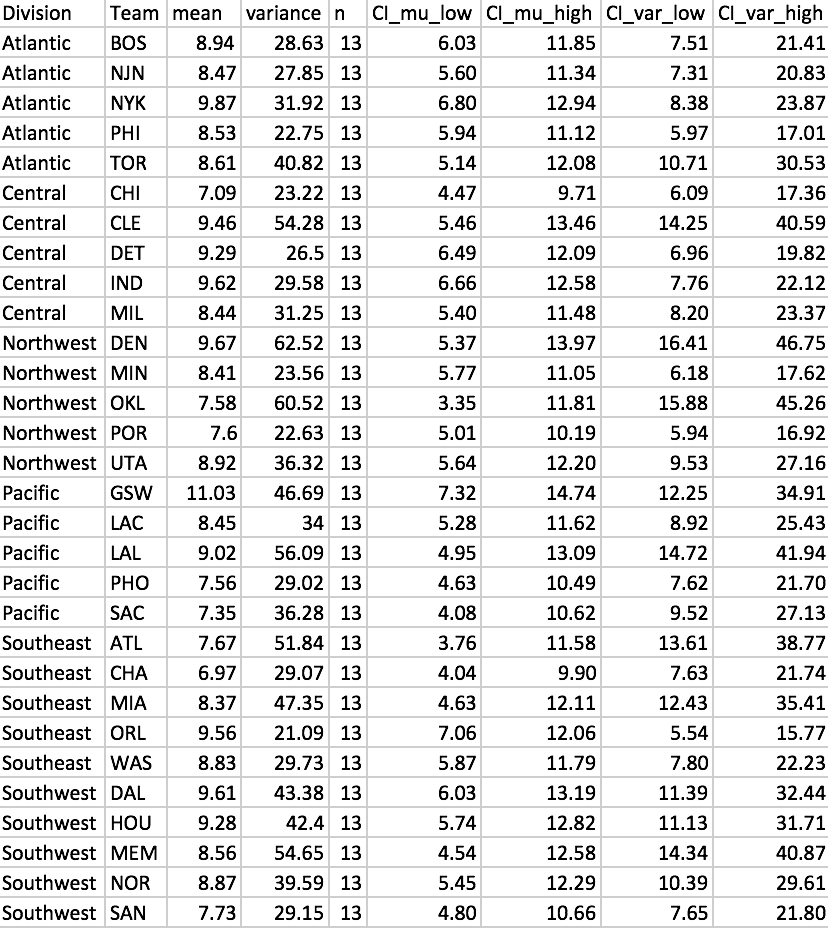 Division Team mean variance n CI_mu_low CI_mu_high CI_var_low CI_var_high
Atlantic BOS 8.94 28.63 13 6.03 11.85 7.51 21.41
Atlantic NJN 8.47 27.85 13 5.60 11.34 7.31 20.83
Atlantic NYK 9.87 31.92 13 6.80 12.94 8.38 23.87
Atlantic PHI 8.53 22.75 13 5.94 11.12 5.97 17.01
Atlantic TOR 8.61 40.82 13 5.14 12.08 10.71 30.53
Central CHI 7.09 23.22 13 4.47 9.71 6.09 17.36
Central CLE 9.46 54.28 13 5.46 13.46 14.25 40.59
Central DET 9.29 26.5 13 6.49 12.09 6.96 19.82
Central IND 9.62 29.58 13 6.66 12.58 7.76 22.12
Central MIL 8.44 31.25 13 5.40 11.48 8.20 23.37
Northwest DEN 9.67 62.52 13 5.37 13.97 16.41 46.75
Northwest MIN 8.41 23.56 13 5.77 11.05 6.18 17.62
Northwest OKL 7.58 60.52 13 3.35 11.81 15.88 45.26
Northwest POR 7.6 22.63 13 5.01 10.19 5.94 16.92
Northwest UTA 8.92 36.32 13 5.64 12.20 9.53 27.16
Pacific GSW 11.03 46.69 13 7.32 14.74 12.25 34.91
Pacific LAC 8.45 34 13 5.28 11.62 8.92 25.43
Pacific LAL 9.02 56.09 13 4.95 13.09 14.72 41.94
Pacific PHO 7.56 29.02 13 4.63 10.49 7.62 21.70
Pacific SAC 7.35 36.28 13 4.08 10.62 9.52 27.13
Southeast ATL 7.67 51.84 13 3.76 11.58 13.61 38.77
Southeast CHA 6.97 29.07 13 4.04 9.90 7.63 21.74
Southeast MIA 8.37 47.35 13 4.63 12.11 12.43 35.41
Southeast ORL 9.56 21.09 13 7.06 12.06 5.54 15.77
Southeast WAS 8.83 29.73 13 5.87 11.79 7.80 22.23
Southwest DAL 9.61 43.38 13 6.03 13.19 11.39 32.44
Southwest HOU 9.28 42.4 13 5.74 12.82 11.13 31.71
Southwest MEM 8.56 54.65 13 4.54 12.58 14.34 40.87
Southwest NOR 8.87 39.59 13 5.45 12.29 10.39 29.61
Southwest SAN 7.73 29.15 13 4.80 10.66 7.65 21.80